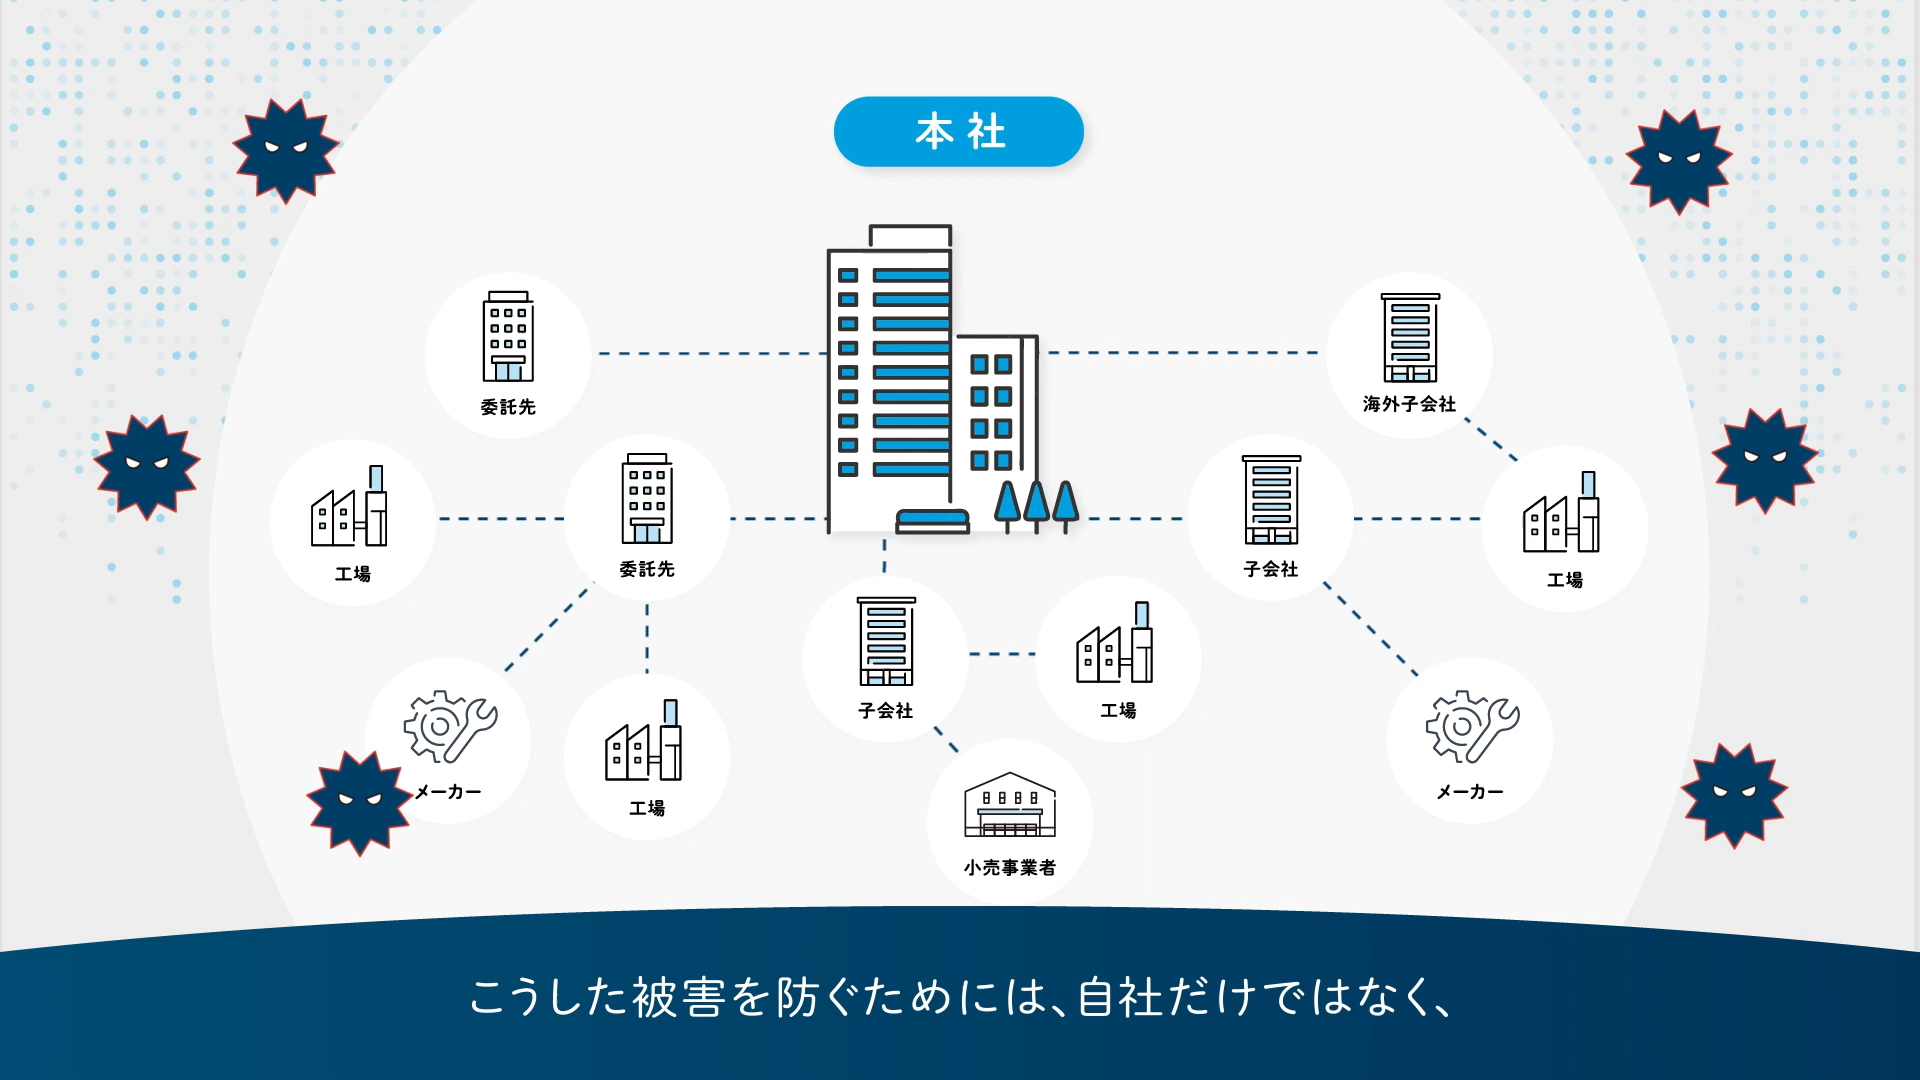 本社
委託先
海外子会社
工場
委託先
子会社
工場
子会社
工場
メーカー
工場
メーカー
小売事業者
こうした被害を防ぐためには、自社だけではなく、